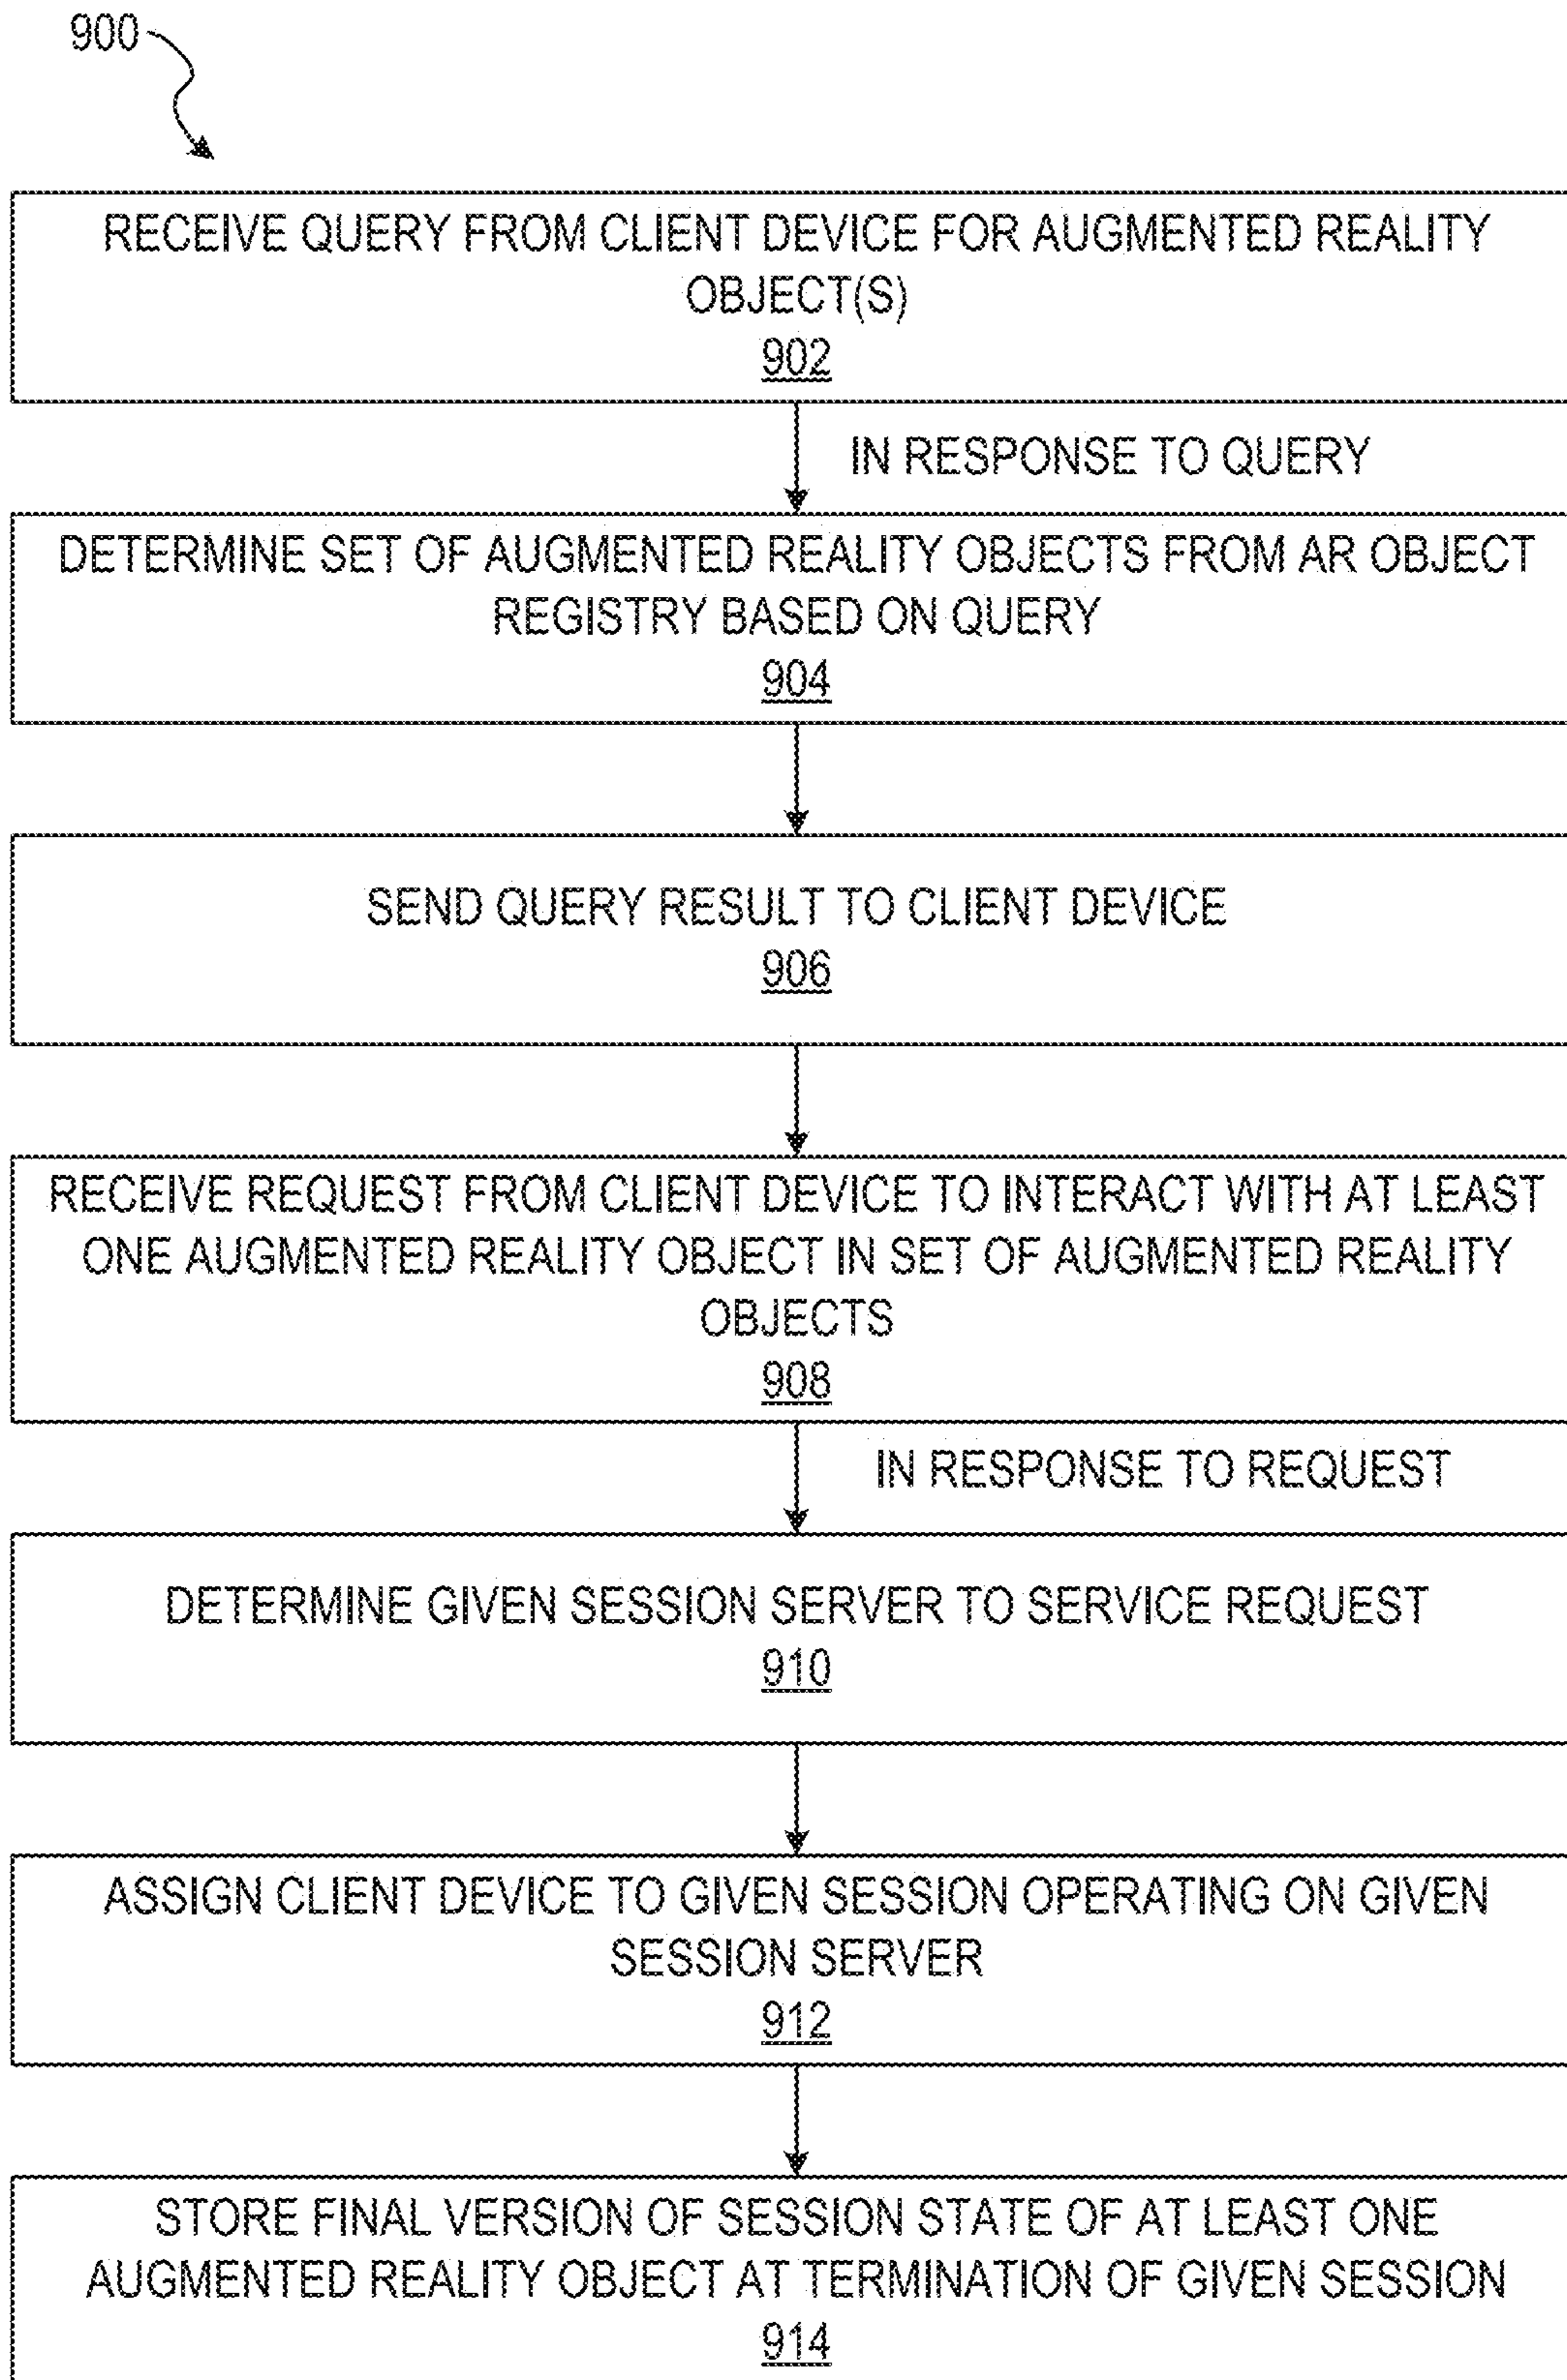 900
RECEIVE QUERY FROM CLIENT DEVICE FOR AUGMENTED REALITY
OBJECT(S)
902
IN RESPONSE TO QUERY
DETERMINE SET OF AUGMENTED REALITY OBJECTS FROM AR OBJECT
REGISTRY BASED ON QUERY
904
SEND QUERY RESULT TO CLIENT DEVICE
906
RECEIVE REQUEST FROM CLIENT DEVICE TO INTERACT WITH AT LEAST
ONE AUGMENTED REALITY OBJECT IN SET OF AUGMENTED REALITY
OBJECTS
908
IN RESPONSE TO REQUEST
DETERMINE GIVEN SESSION SERVER TO SERVICE REQUEST
910
ASSIGN CLIENT DEVICE TO GIVEN SESSION OPERATING ON GIVEN
SESSION SERVER
912
STORE FINAL VERSION OF SESSION STATE OF AT LEAST ONE
AUGMENTED REALITY OBJECT AT TERMINATION OF GIVEN SESSION
914